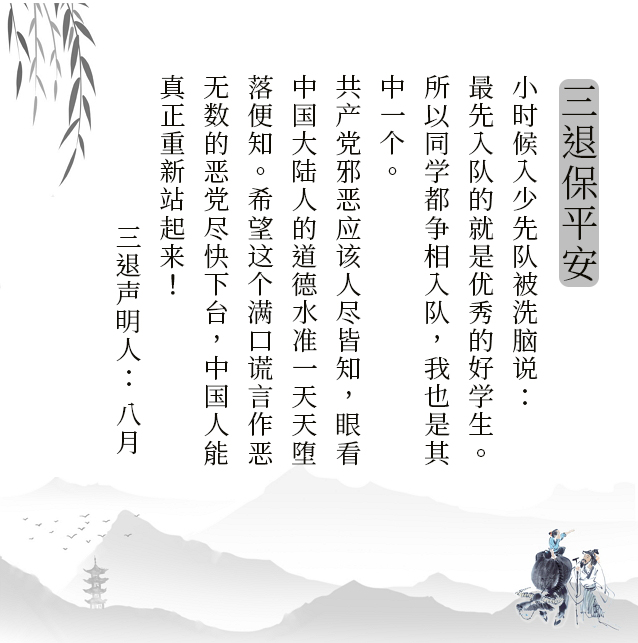 三退保平安
小时候入少先队被洗脑说：
最先入队的就是优秀的好学生。
所以同学都争相入队，我也是其
中一个。
共产党邪恶应该人尽皆知，眼看
中国大陆人的道德水准一天天堕
落便知。希望这个满口谎言作恶
无数的恶党尽快下台，中国人能
真正重新站起来！
三退声明人：八月